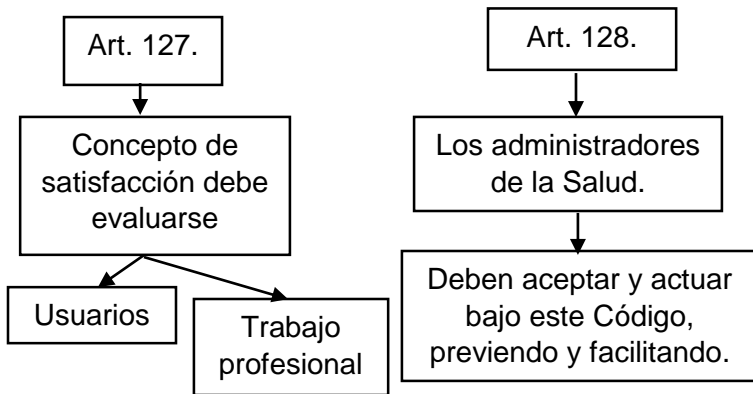 Art. 127.
Concepto de
satisfacción debe
evaluarse
Usuarios
Trabajo
profesional
Art. 128.
Los administradores
de la Salud.
Deben aceptar y actuar
bajo este Código,
previendo y facilitando.